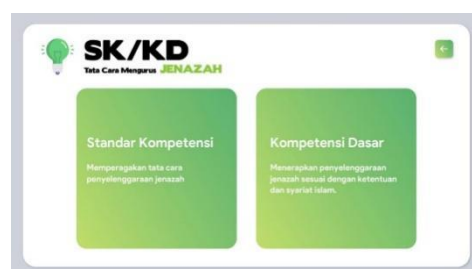 SK/KD
Tata Cara Mengurus JENAZAH
Standar Kompetensi
Memperagakan tata cara
penyelenggaraan jenazah
Kompetensi Dasar
Menerapkan penyelenggaraan
jenazah sesuai dengan ketentuan
dan syariat islam.